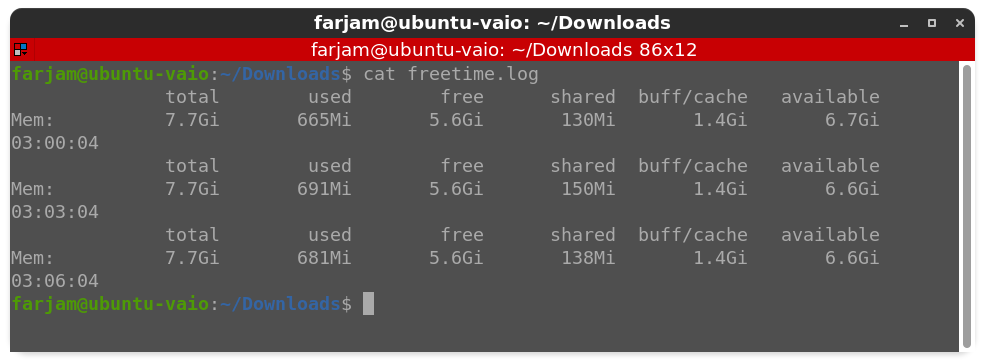 farjam@ubuntu-vaio: ~/Downloads
farjam@ubuntu-vaio: ~/Downloads 86x12
farjam@ubuntu-vaio:~/Downloads$ cat freetime.log
              total        used        free      shared  buff/cache   available
Mem:          7.7Gi       665Mi       5.6Gi       130Mi       1.4Gi       6.7Gi
03:00:04
              total        used        free      shared  buff/cache   available
Mem:          7.7Gi       691Mi       5.6Gi       150Mi       1.4Gi       6.6Gi
03:03:04
              total        used        free      shared  buff/cache   available
Mem:          7.7Gi       681Mi       5.6Gi       138Mi       1.4Gi       6.6Gi
03:06:04
farjam@ubuntu-vaio:~/Downloads$